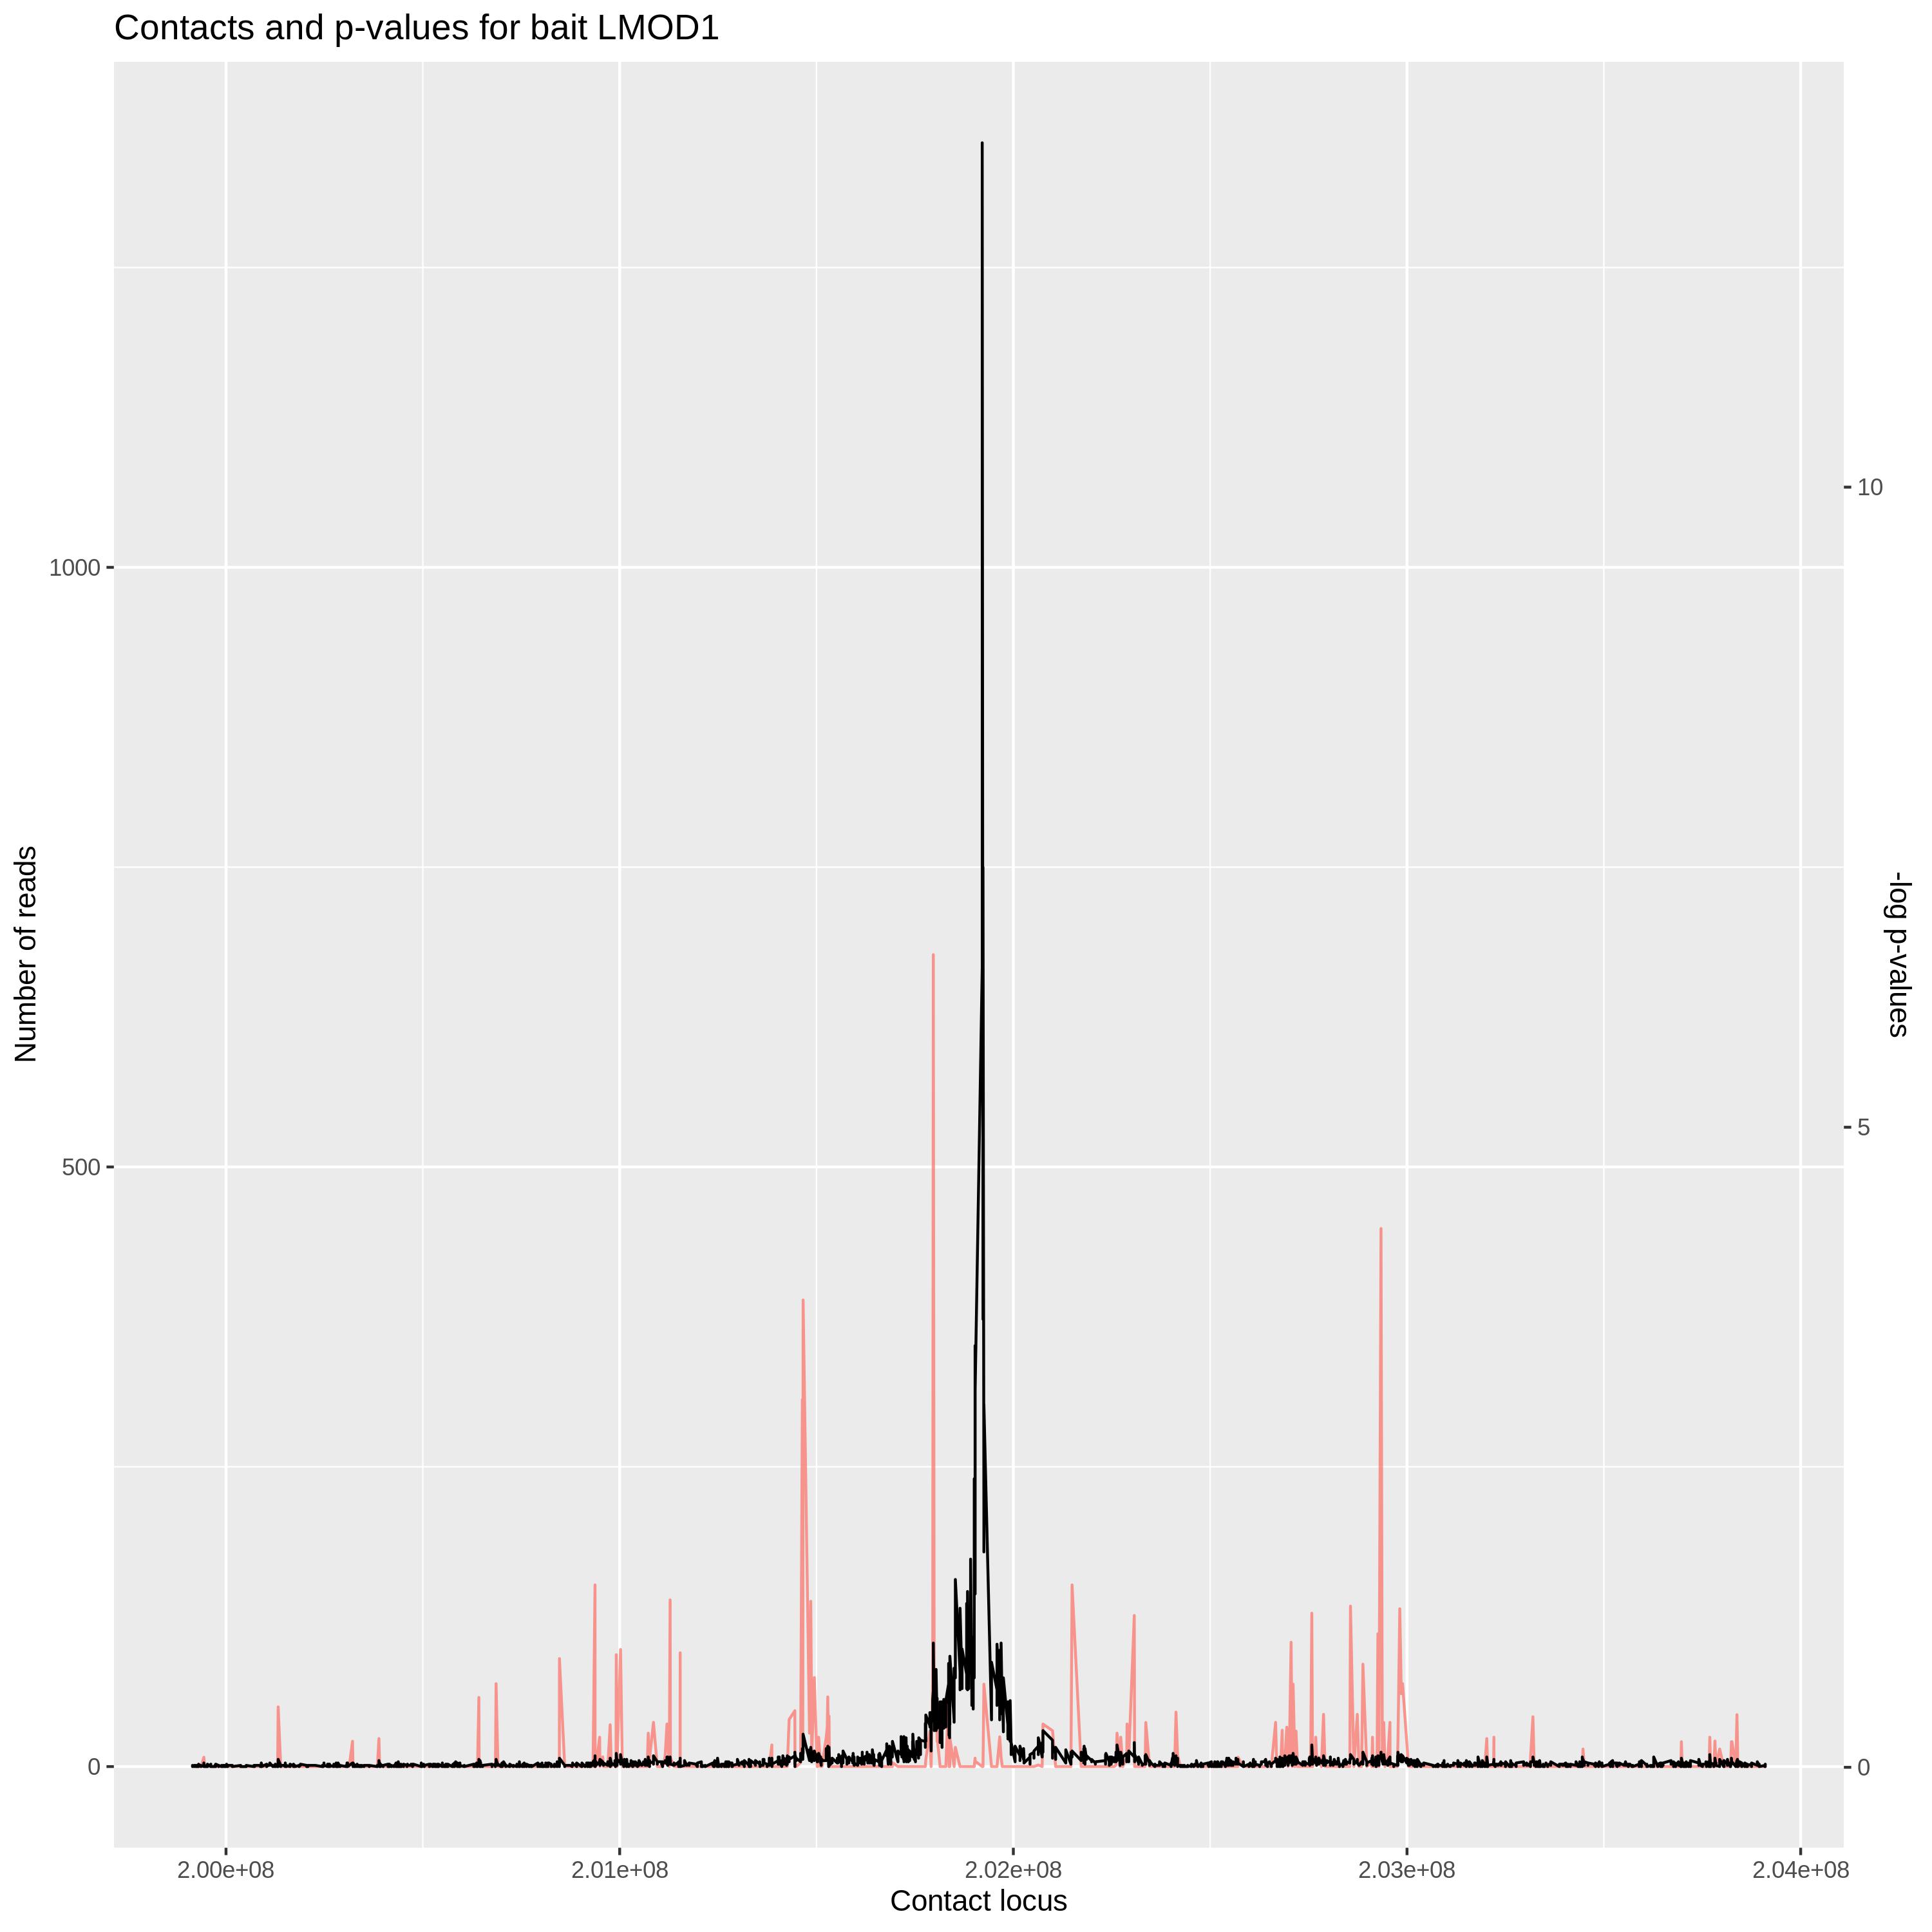 Contacts and p-values for bait LMOD1
1000
500
0
Number of reads
10
5
0
-log p-values
2.00e+08
2.01e+08
2.02e+08
2.03e+08
2.04e+08
Contact locus